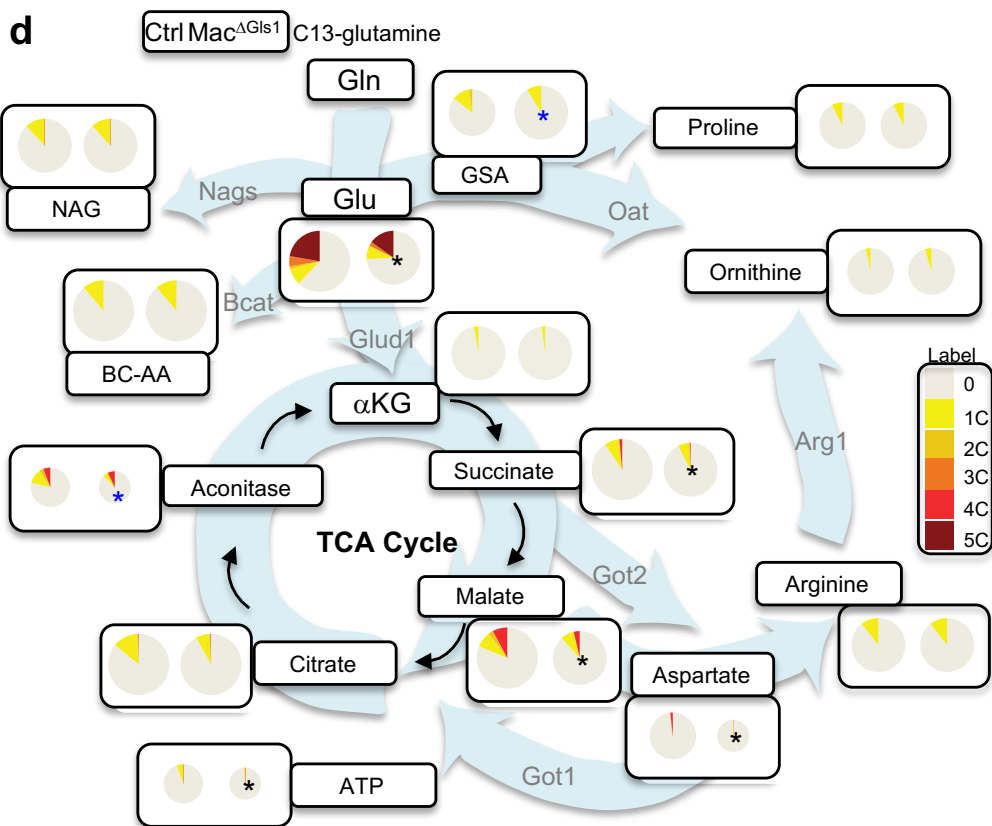 d
Ctrl Mac^ΔGls1 C13-glutamine
Gln
GSA
*
Proline
NAG
Nags
Glu
*
Oat
Ornithine
BC-AA
Bcat
Glud1
αKG
Label
0
1C
2C
3C
4C
5C
Arg1
Aconitase
*
Succinate
*
TCA Cycle
Malate
*
Got2
Arginine
Citrate
Aspartate
*
ATP
*
Got1